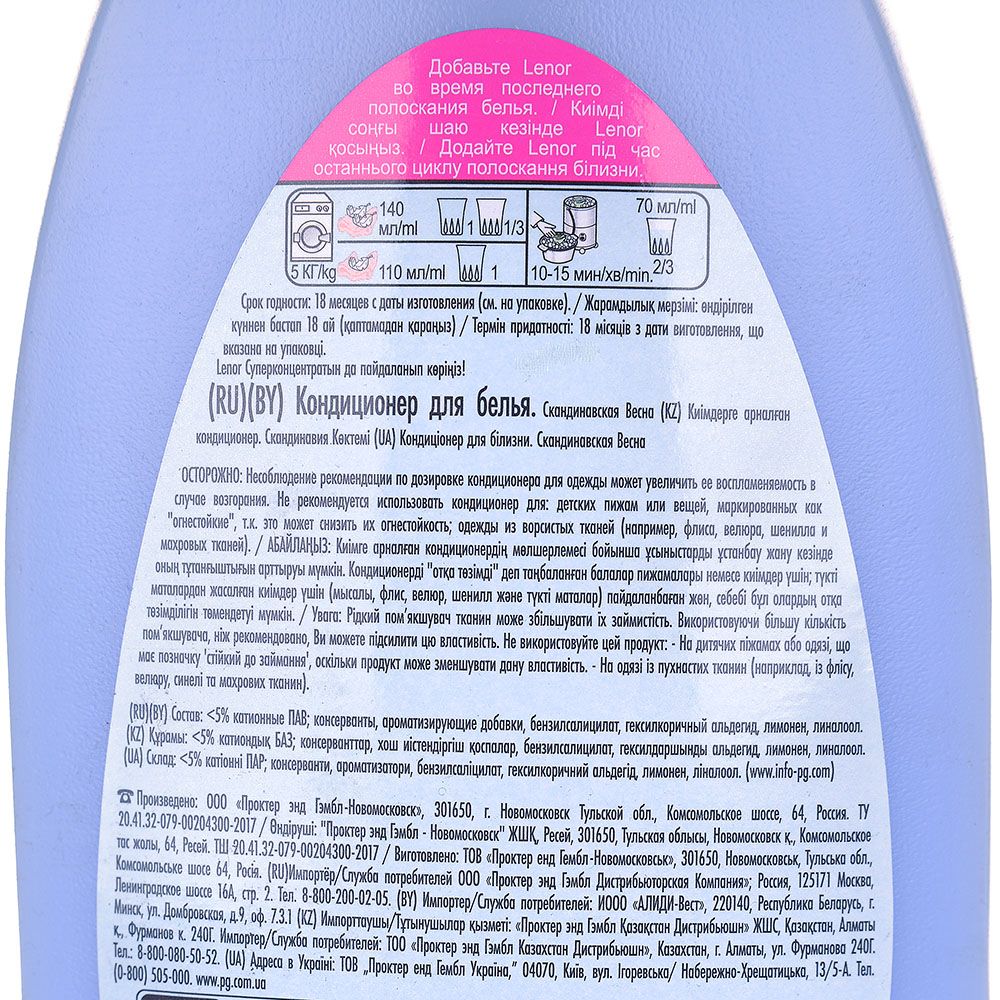 Добавьте Lenor
во время последнего
полоскания белья. / Киімді
соңғы шаю кезінде Lenor
қосыңыз. / Додайте Lenor під час
останнього циклу полоскання білизни.
140 мл/ml 1 1/3
5 КГ/kg 110 мл/ml 1
70 мл/ml
10-15 мин/хв/min. 2/3
Срок годности: 18 месяцев с даты изготовления (см. на упаковке). / Жарамдылық мерзімі: өндірілген
күннен бастап 18 ай (қаптамадан қараңыз) / Термін придатності: 18 місяців з дати виготовлення, що
вказана на упаковці.
Lenor Суперконцентратын да пайдаланып көріңіз!
(RU)(BY) Кондиционер для белья. Скандинавская Весна (KZ) Киімдерге арналған
кондиционер. Скандинавия Көктемі (UA) Кондиціонер для білизни. Скандинавская Весна
ОСТОРОЖНО: Несоблюдение рекомендации по дозировке кондиционера для одежды может увеличить ее воспламеняемость в
случае возгорания. Не рекомендуется использовать кондиционер для: детских пижам или вещей, маркированных как
"огнестойкие", т.к. это может снизить их огнестойкость; одежды из ворсистых тканей (например, флиса, велюра, шенилла и
махровых тканей). / АБАЙЛАҢЫЗ: Киімге арналған кондиционердің мөлшерлемесі бойынша ұсыныстарды ұстанбау жану кезінде
оның тұтанғыштығын арттыруы мүмкін. Кондиционерді "отқа төзімді" деп таңбаланған балалар пижамалары немесе киімдер үшін; түкті
маталардан жасалған киімдер үшін (мысалы, флис, велюр, шенилл және түкті маталар) пайдаланбаған жөн, себебі бұл олардың отқа
төзімділігін төмендетуі мүмкін. / Увага: Рідкий пом'якшувач тканин може збільшувати їх займистість. Використовуючи більшу кількість
пом'якшувача, ніж рекомендовано, Ви можете підсилити цю властивість. Не використовуйте цей продукт: - На дитячих піжамах або одязі, що
має позначку 'стійкий до займання', оскільки продукт може зменшувати дану властивість. - На одязі із пухнастих тканин (наприклад, із флісу,
велюру, синелі та махрових тканин).
(RU)(BY) Состав: <5% катионные ПАВ; консерванты, ароматизирующие добавки, бензилсалицилат, гексилкоричный альдегид, лимонен, линалоол.
(KZ) Құрамы: <5% катиондық БАЗ; консерванттар, хош иістендіргіш қоспалар, бензилсалицилат, гексилдаршынды альдегид, лимонен, линалоол.
(UA) Склад: <5% катіонні ПАР; консерванти, ароматизатори, бензилсаліцилат, гексилкоричний альдегід, лимонен, ліналоол. (www.info-pg.com)
☎Произведено: ООО «Проктер энд Гэмбл-Новомосковск», 301650, г. Новомосковск Тульской обл., Комсомольское шоссе, 64, Россия. ТУ
20.41.32-079-00204300-2017 / Өндіруші: "Проктер энд Гэмбл - Новомосковск" ЖШҚ, Ресей, 301650, Тульская облысы, Новомосковск қ., Комсомольское
тас жолы, 64, Ресей. ТШ 20.41.32-079-00204300-2017 / Виготовлено: ТОВ «Проктер енд Гембл-Новомосковськ», 301650, Новомосковськ, Тульська обл.,
Комсомольське шосе 64, Росія. (RU)Импортёр/Служба потребителей ООО «Проктер энд Гэмбл Дистрибьюторская Компания»; Россия, 125171 Москва,
Ленинградское шоссе 16А, стр. 2. Тел: 8-800-200-02-05. (BY) Импортер/Служба потребителей: ИООО «АЛИДИ-Вест», 220140, Республика Беларусь, г.
Минск, ул. Домбровская, д.9, оф. 7.3.1 (KZ) Импорттаушы/Тұтынушылар қызметі: «Проктер энд Гэмбл Қазақстан Дистрибьюшн» ЖШС, Қазақстан, Алматы
қ., Фурманов к. 240Г. Импортер/Служба потребителей: ТОО «Проктер энд Гэмбл Казахстан Дистрибьюшн», Казахстан, г. Алматы, ул. Фурманова 240Г.
Тел.: 8-800-080-50-52. (UA) Адреса в Україні: ТОВ „Проктер енд Гембл Україна,” 04070, Київ, вул. Ігоревська/ Набережно-Хрещатицька, 13/5-А. Тел.
(0-800) 505-000. www.pg.com.ua